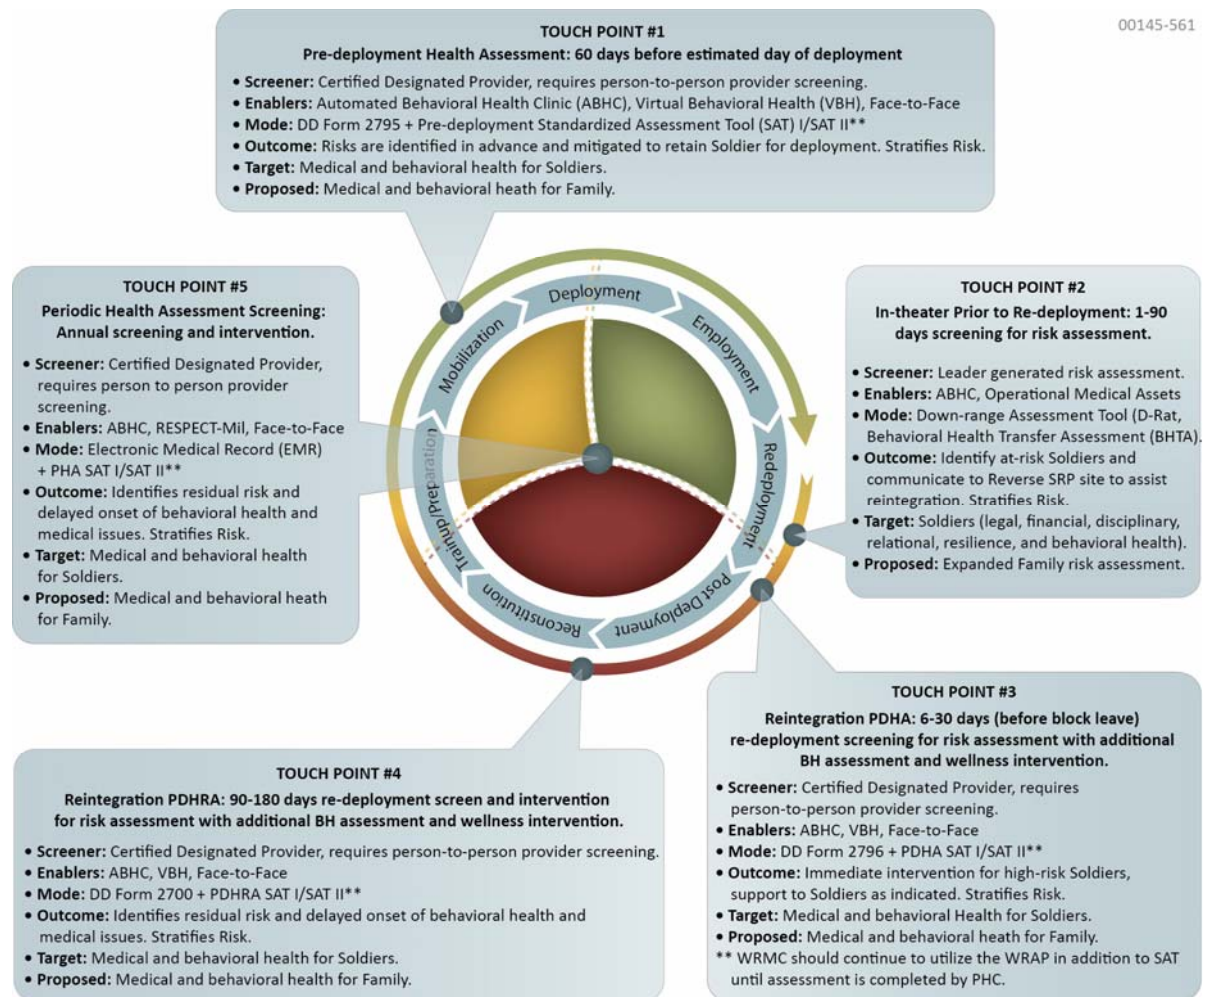 00145-561
TOUCH POINT #1
Pre-deployment Health Assessment: 60 days before estimated day of deployment
• Screener: Certified Designated Provider, requires person-to-person provider screening.
• Enablers: Automated Behavioral Health Clinic (ABHC), Virtual Behavioral Health (VBH), Face-to-Face
• Mode: DD Form 2795 + Pre-deployment Standardized Assessment Tool (SAT) I/SAT II**
• Outcome: Risks are identified in advance and mitigated to retain Soldier for deployment. Stratifies Risk.
• Target: Medical and behavioral health for Soldiers.
• Proposed: Medical and behavioral heath for Family.
TOUCH POINT #5
Periodic Health Assessment Screening:
Annual screening and intervention.
• Screener: Certified Designated Provider,
requires person to person provider
screening.
• Enablers: ABHC, RESPECT-Mil, Face-to-Face
• Mode: Electronic Medical Record (EMR)
+ PHA SAT I/SAT II**
• Outcome: Identifies residual risk and
delayed onset of behavioral health and
medical issues. Stratifies Risk.
• Target: Medical and behavioral health
for Soldiers.
• Proposed: Medical and behavioral heath
for Family.
Deployment
Employment
Redeployment
Post Deployment
Reconstitution
Trainup/Preparation
Mobilization
TOUCH POINT #2
In-theater Prior to Re-deployment: 1-90
days screening for risk assessment.
• Screener: Leader generated risk assessment.
• Enablers: ABHC, Operational Medical Assets
• Mode: Down-range Assessment Tool (D-Rat,
Behavioral Health Transfer Assessment (BHTA).
• Outcome: Identify at-risk Soldiers and
communicate to Reverse SRP site to assist
reintegration. Stratifies Risk.
• Target: Soldiers (legal, financial, disciplinary,
relational, resilience, and behavioral health).
• Proposed: Expanded Family risk assessment.
TOUCH POINT #3
Reintegration PDHA: 6-30 days (before block leave)
re-deployment screening for risk assessment with additional
BH assessment and wellness intervention.
• Screener: Certified Designated Provider, requires
person-to-person provider screening.
• Enablers: ABHC, VBH, Face-to-Face
• Mode: DD Form 2796 + PDHA SAT I/SAT II**
• Outcome: Immediate intervention for high-risk Soldiers,
support to Soldiers as indicated. Stratifies Risk.
• Target: Medical and behavioral Health for Soldiers.
• Proposed: Medical and behavioral heath for Family.
** WRMC should continue to utilize the WRAP in addition to SAT
until assessment is completed by PHC.
TOUCH POINT #4
Reintegration PDHRA: 90-180 days re-deployment screen and intervention
for risk assessment with additional BH assessment and wellness intervention.
• Screener: Certified Designated Provider, requires person-to-person provider screening.
• Enablers: ABHC, VBH, Face-to-Face
• Mode: DD Form 2700 + PDHRA SAT I/SAT II**
• Outcome: Identifies residual risk and delayed onset of behavioral health and
medical issues. Stratifies Risk.
• Target: Medical and behavioral health for Soldiers.
• Proposed: Medical and behavioral health for Family.